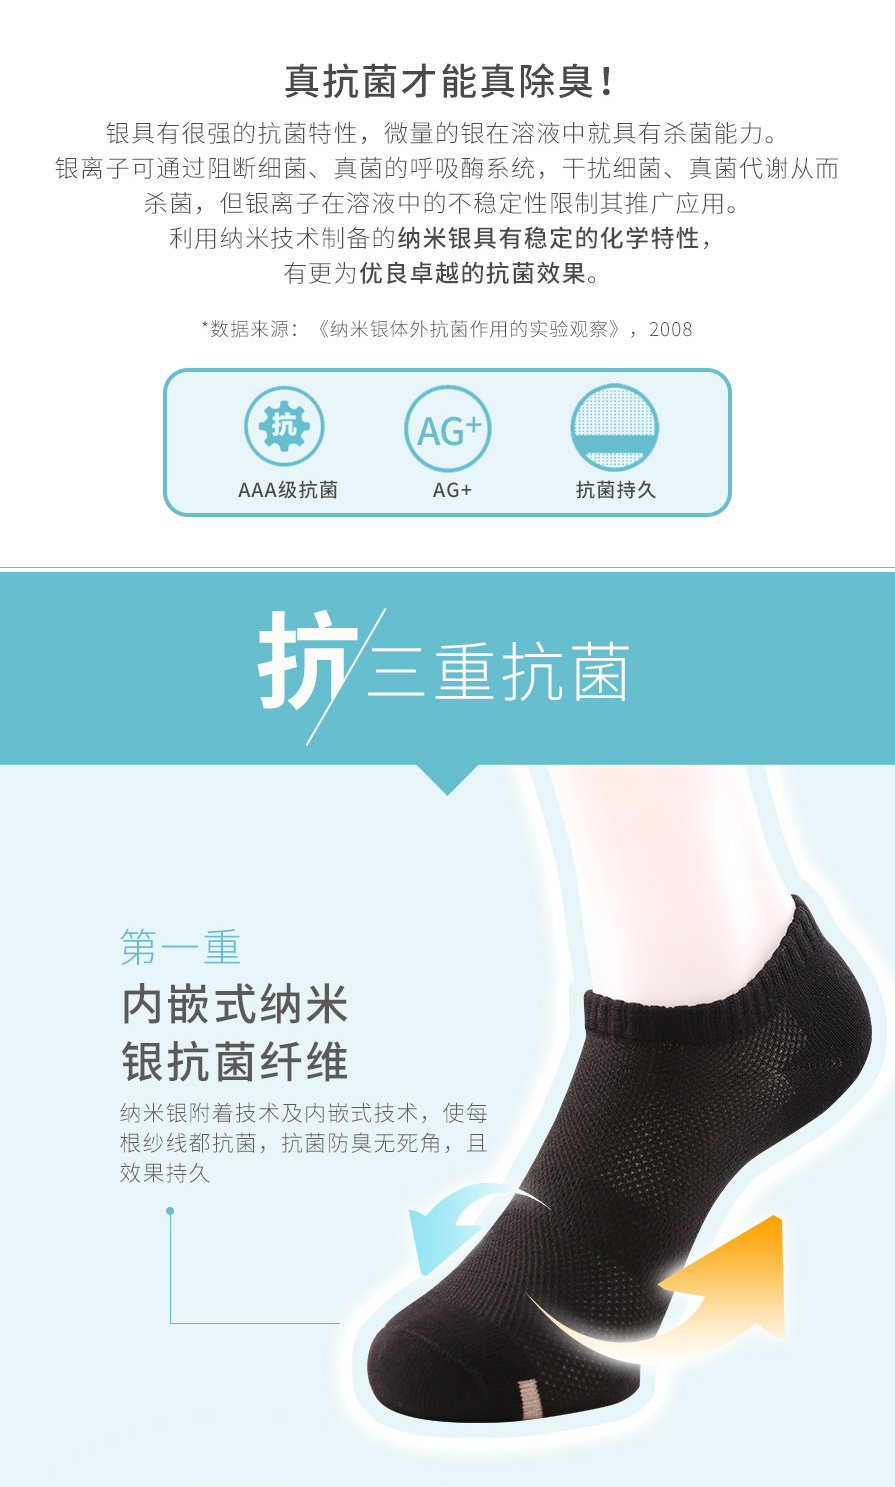 真抗菌才能真除臭！
银具有很强的抗菌特性，微量的银在溶液中就具有杀菌能力。
银离子可通过阻断细菌、真菌的呼吸酶系统，干扰细菌、真菌代谢从而
杀菌，但银离子在溶液中的不稳定性限制其推广应用。
利用纳米技术制备的纳米银具有稳定的化学特性，
有更为优良卓越的抗菌效果。
*数据来源：《纳米银体外抗菌作用的实验观察》，2008
抗
AG+
AAA级抗菌
AG+
抗菌持久
抗/三重抗菌
第一重
内嵌式纳米
银抗菌纤维
纳米银附着技术及内嵌式技术，使每
根纱线都抗菌，抗菌防臭无死角，且
效果持久